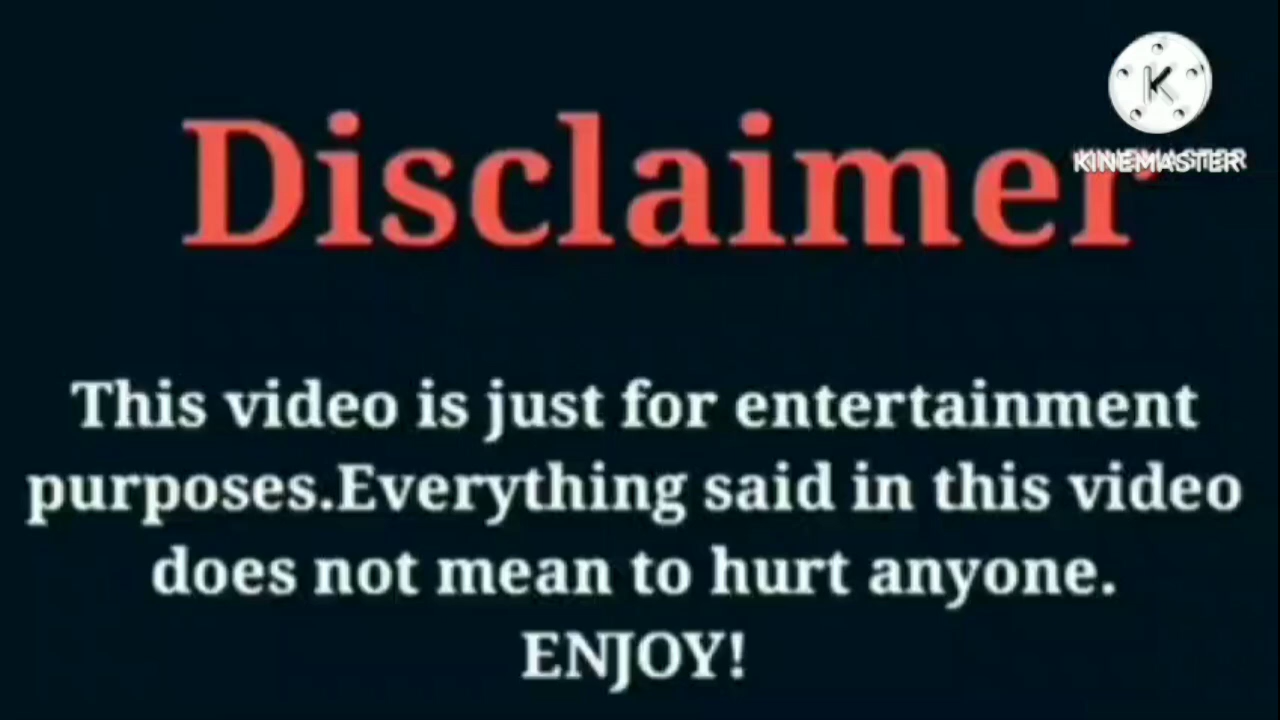 K
KINEMASTER
Disclaimer
This video is just for entertainment
purposes.Everything said in this video
does not mean to hurt anyone.
ENJOY!